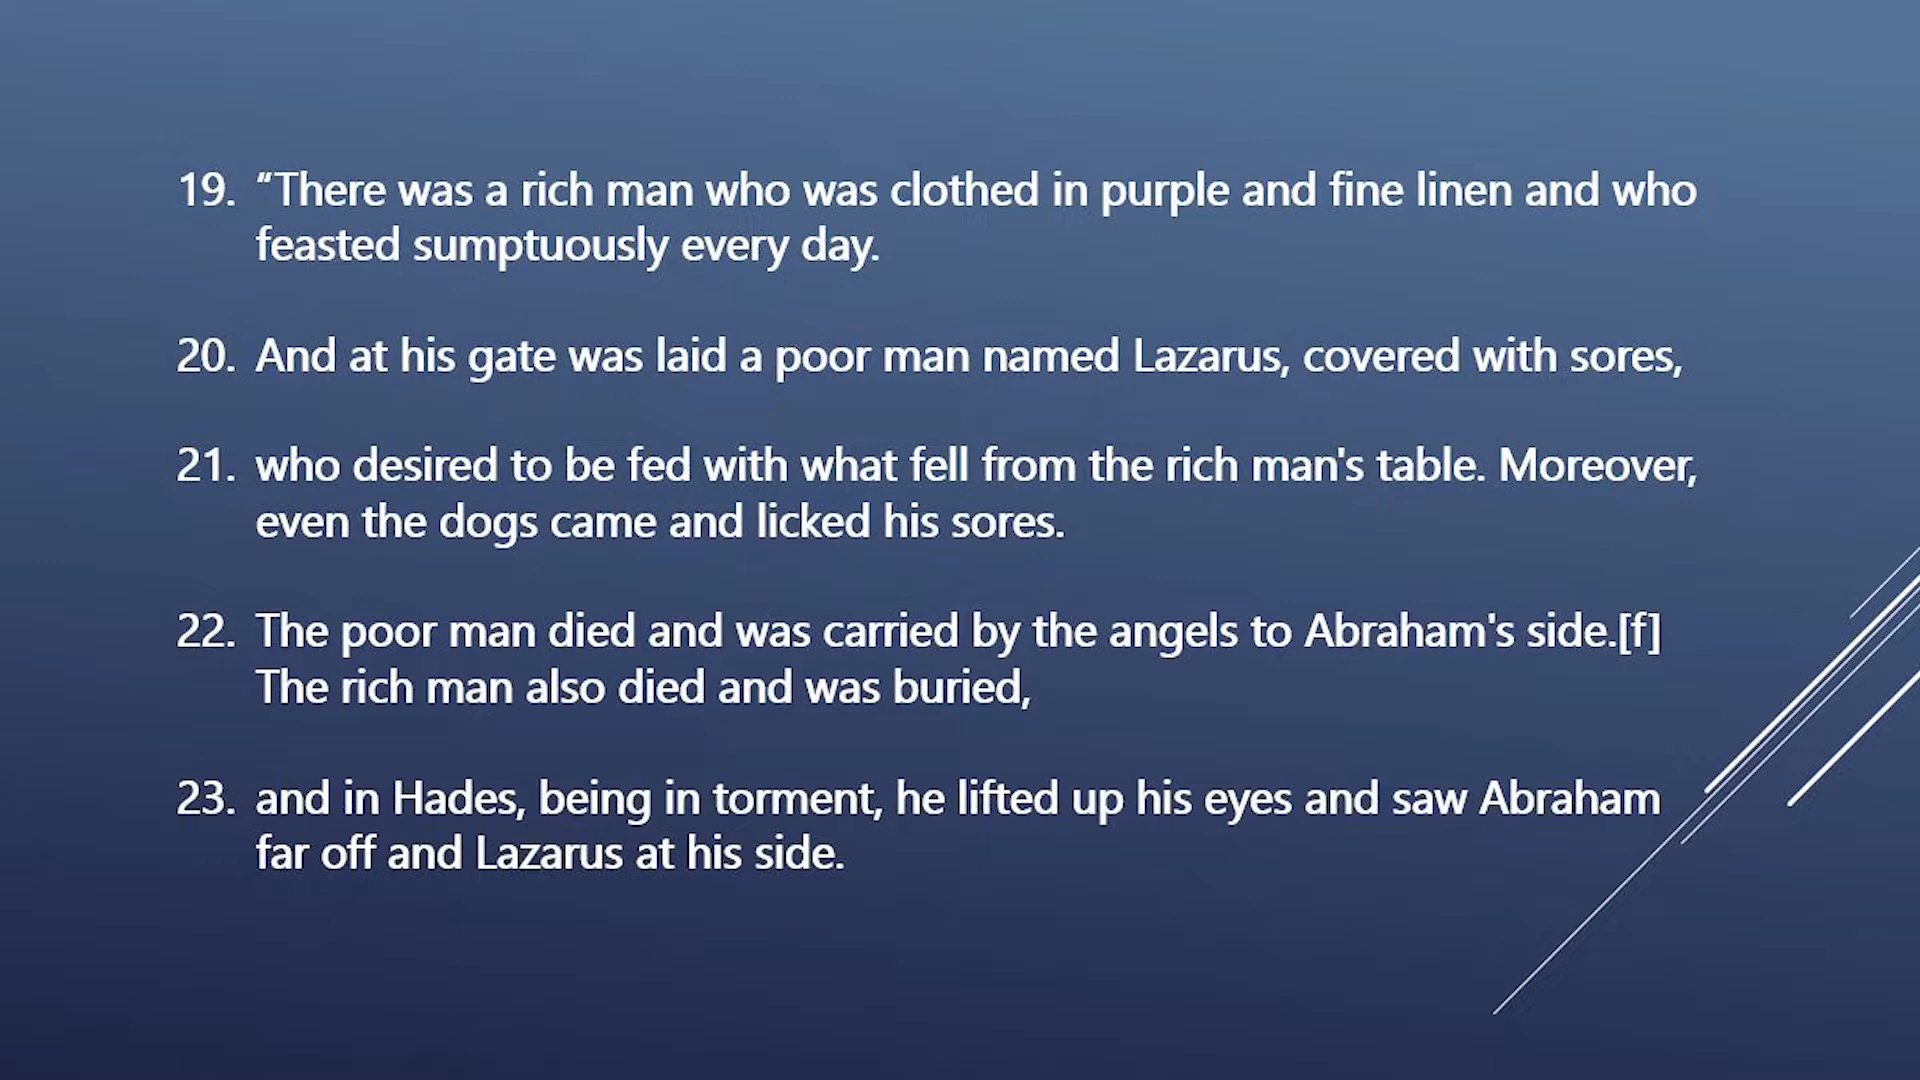 19. “There was a rich man who was clothed in purple and fine linen and who
feasted sumptuously every day.
20. And at his gate was laid a poor man named Lazarus, covered with sores,
21. who desired to be fed with what fell from the rich man's table. Moreover,
even the dogs came and licked his sores.
22. The poor man died and was carried by the angels to Abraham's side.[f]
The rich man also died and was buried,
23. and in Hades, being in torment, he lifted up his eyes and saw Abraham
far off and Lazarus at his side.